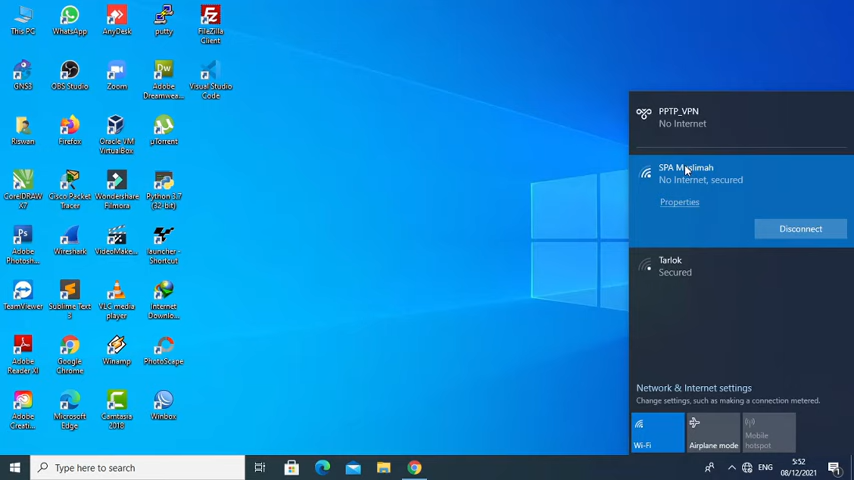 This PC
WhatsApp
AnyDesk
putty
FileZilla
Client
GNS3
OBS Studio
Zoom
Adobe
Dreamweav...
Visual Studio
Code
Riswan
Firefox
Oracle VM
VirtualBox
µTorrent
CorelDRAW
X7
Cisco Packet
Tracer
Wondershare
Filmora
Python 3.7
(32-bit)
Adobe
Photosh...
Wireshark
VideoMake...
launcher -
Shortcut
TeamViewer
Sublime Text
3
VLC media
player
Internet
Downlo...
Adobe
Reader XI
Google
Chrome
Winamp
PhotoScape
Adobe
Creati...
Microsoft
Edge
Camtasia
2018
Winbox
PPTP_VPN
No Internet
SPA Muslimah
No Internet, secured
Properties
Disconnect
Tarlok
Secured
Network & Internet settings
Change settings, such as making a connection metered.
Wi-Fi
Airplane mode
Mobile
hotspot
Type here to search
ENG
5:52
08/12/2021
1